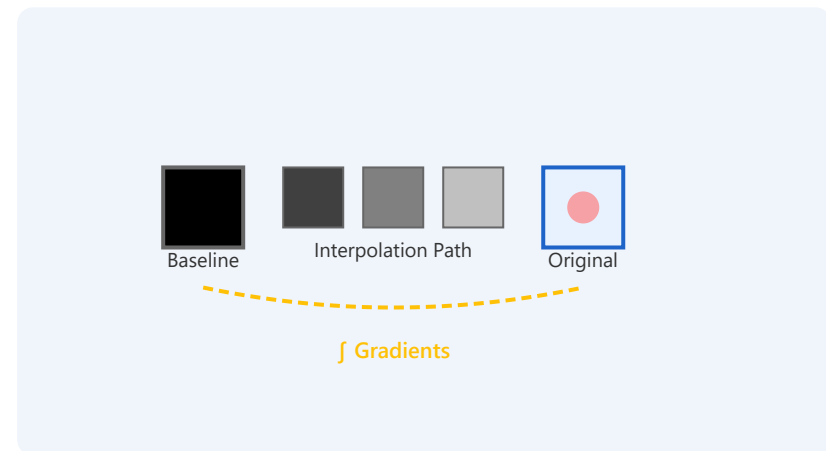 Baseline
Interpolation Path
Original
∫ Gradients